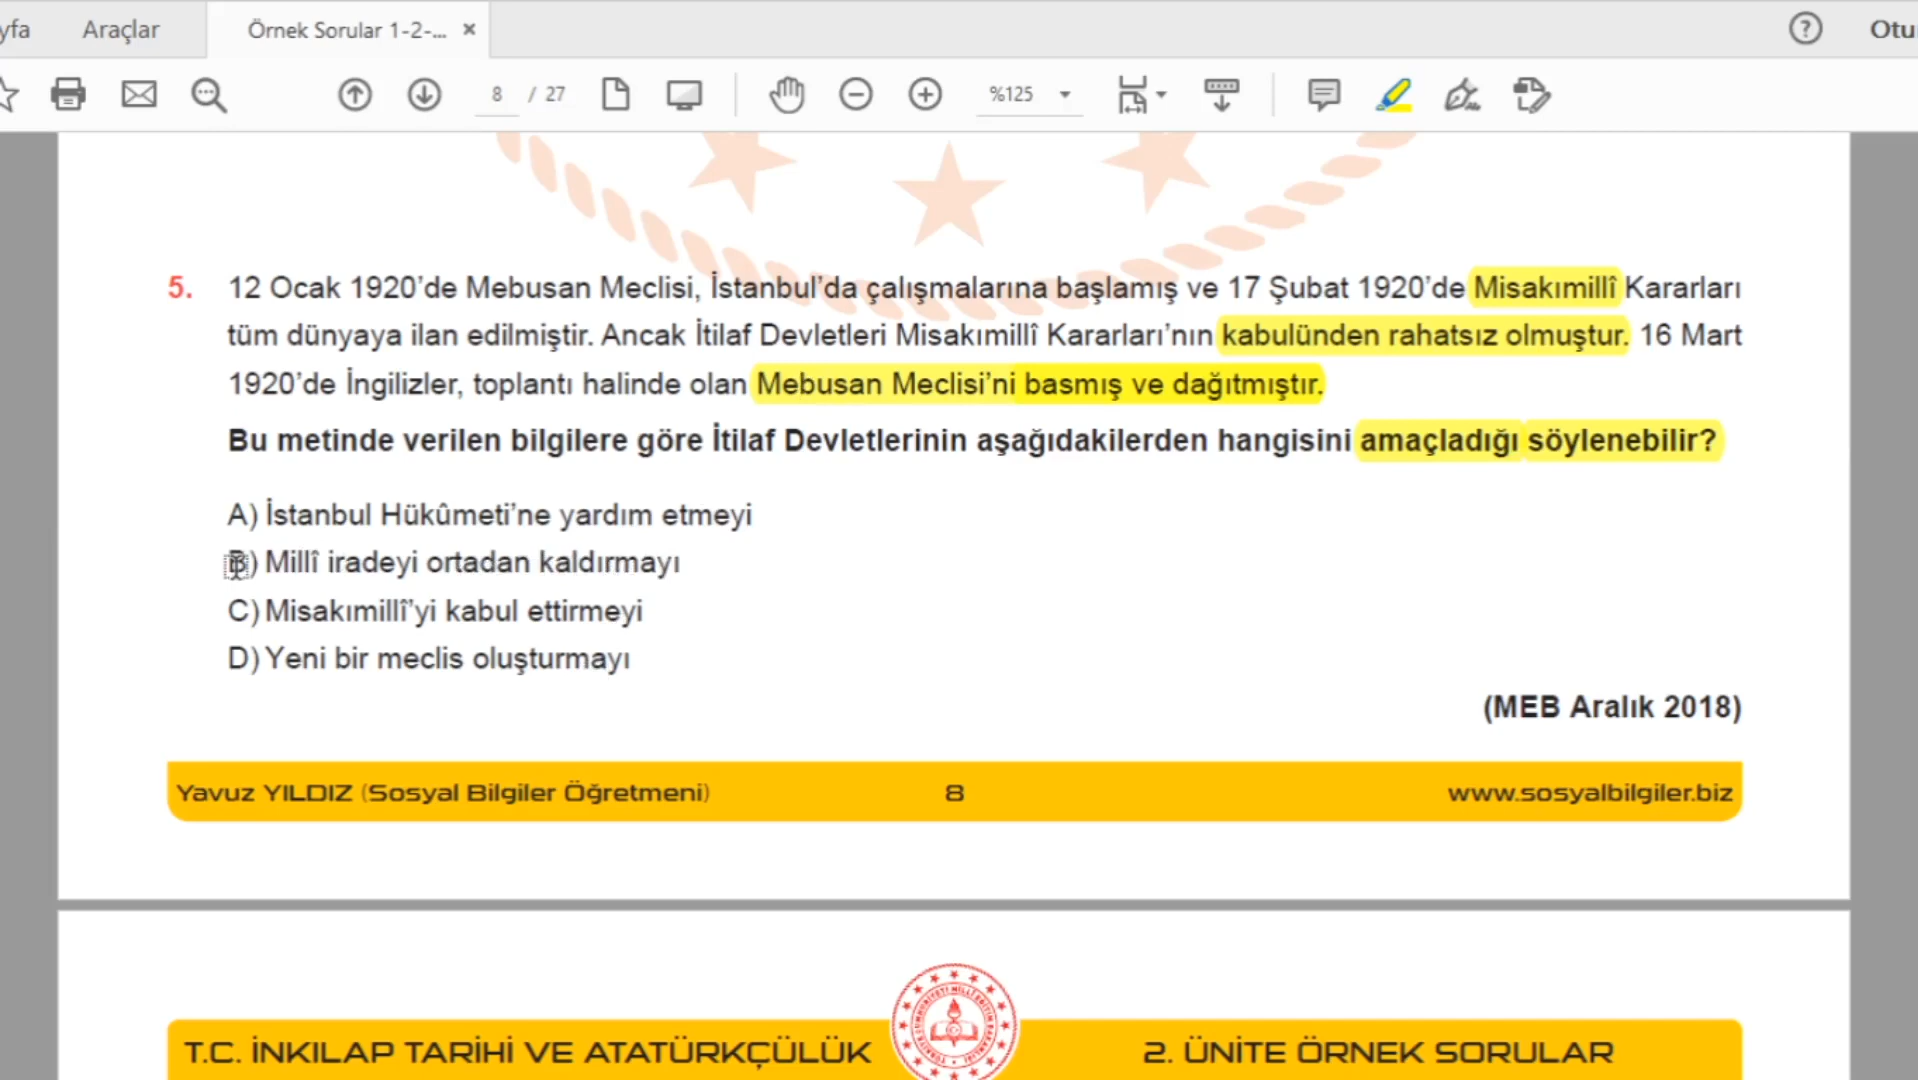 yfa
Araçlar
Örnek Sorular 1-2-...
Otu
8 / 27
%125
5. 12 Ocak 1920’de Mebusan Meclisi, İstanbul’da çalışmalarına başlamış ve 17 Şubat 1920’de Misakımillî Kararları
tüm dünyaya ilan edilmiştir. Ancak İtilaf Devletleri Misakımillî Kararları’nın kabulünden rahatsız olmuştur. 16 Mart
1920’de İngilizler, toplantı halinde olan Mebusan Meclisi’ni basmış ve dağıtmıştır.
Bu metinde verilen bilgilere göre İtilaf Devletlerinin aşağıdakilerden hangisini amaçladığı söylenebilir?
A) İstanbul Hükûmeti’ne yardım etmeyi
B) Millî iradeyi ortadan kaldırmayı
C) Misakımillî’yi kabul ettirmeyi
D) Yeni bir meclis oluşturmayı
(MEB Aralık 2018)
Yavuz YILDIZ (Sosyal Bilgiler Öğretmeni)
8
www.sosyalbilgiler.biz
T.C. İNKILAP TARİHİ VE ATATÜRKÇÜLÜK
2. ÜNİTE ÖRNEK SORULAR